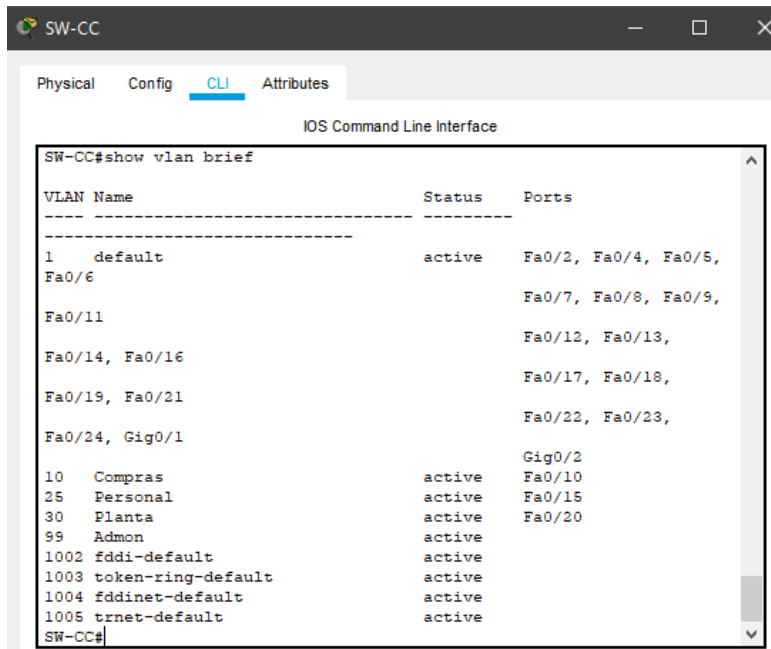 SW-CC
Physical Config CLI Attributes
IOS Command Line Interface
SW-CC#show vlan brief
VLAN Name                             Status    Ports
---- -------------------------------- ---------
-------------------------------
1    default                          active    Fa0/2, Fa0/4, Fa0/5,
Fa0/6
                                                Fa0/7, Fa0/8, Fa0/9,
Fa0/11
                                                Fa0/12, Fa0/13,
Fa0/14, Fa0/16
                                                Fa0/17, Fa0/18,
Fa0/19, Fa0/21
                                                Fa0/22, Fa0/23,
Fa0/24, Gig0/1
                                                Gig0/2
10   Compras                          active    Fa0/10
25   Personal                         active    Fa0/15
30   Planta                           active    Fa0/20
99   Admon                            active
1002 fddi-default                     active
1003 token-ring-default               active
1004 fddinet-default                  active
1005 trnet-default                    active
SW-CC#